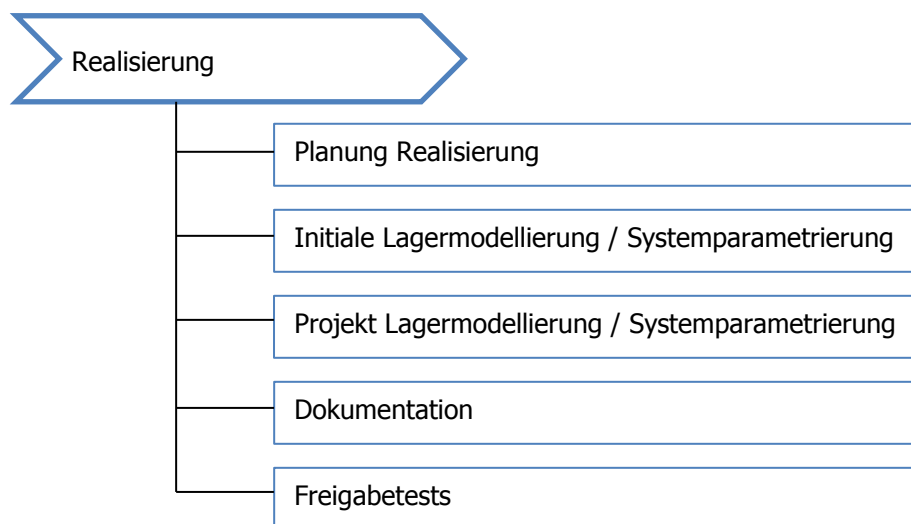 Realisierung
Planung Realisierung
Initiale Lagermodellierung / Systemparametrierung
Projekt Lagermodellierung / Systemparametrierung
Dokumentation
Freigabetests